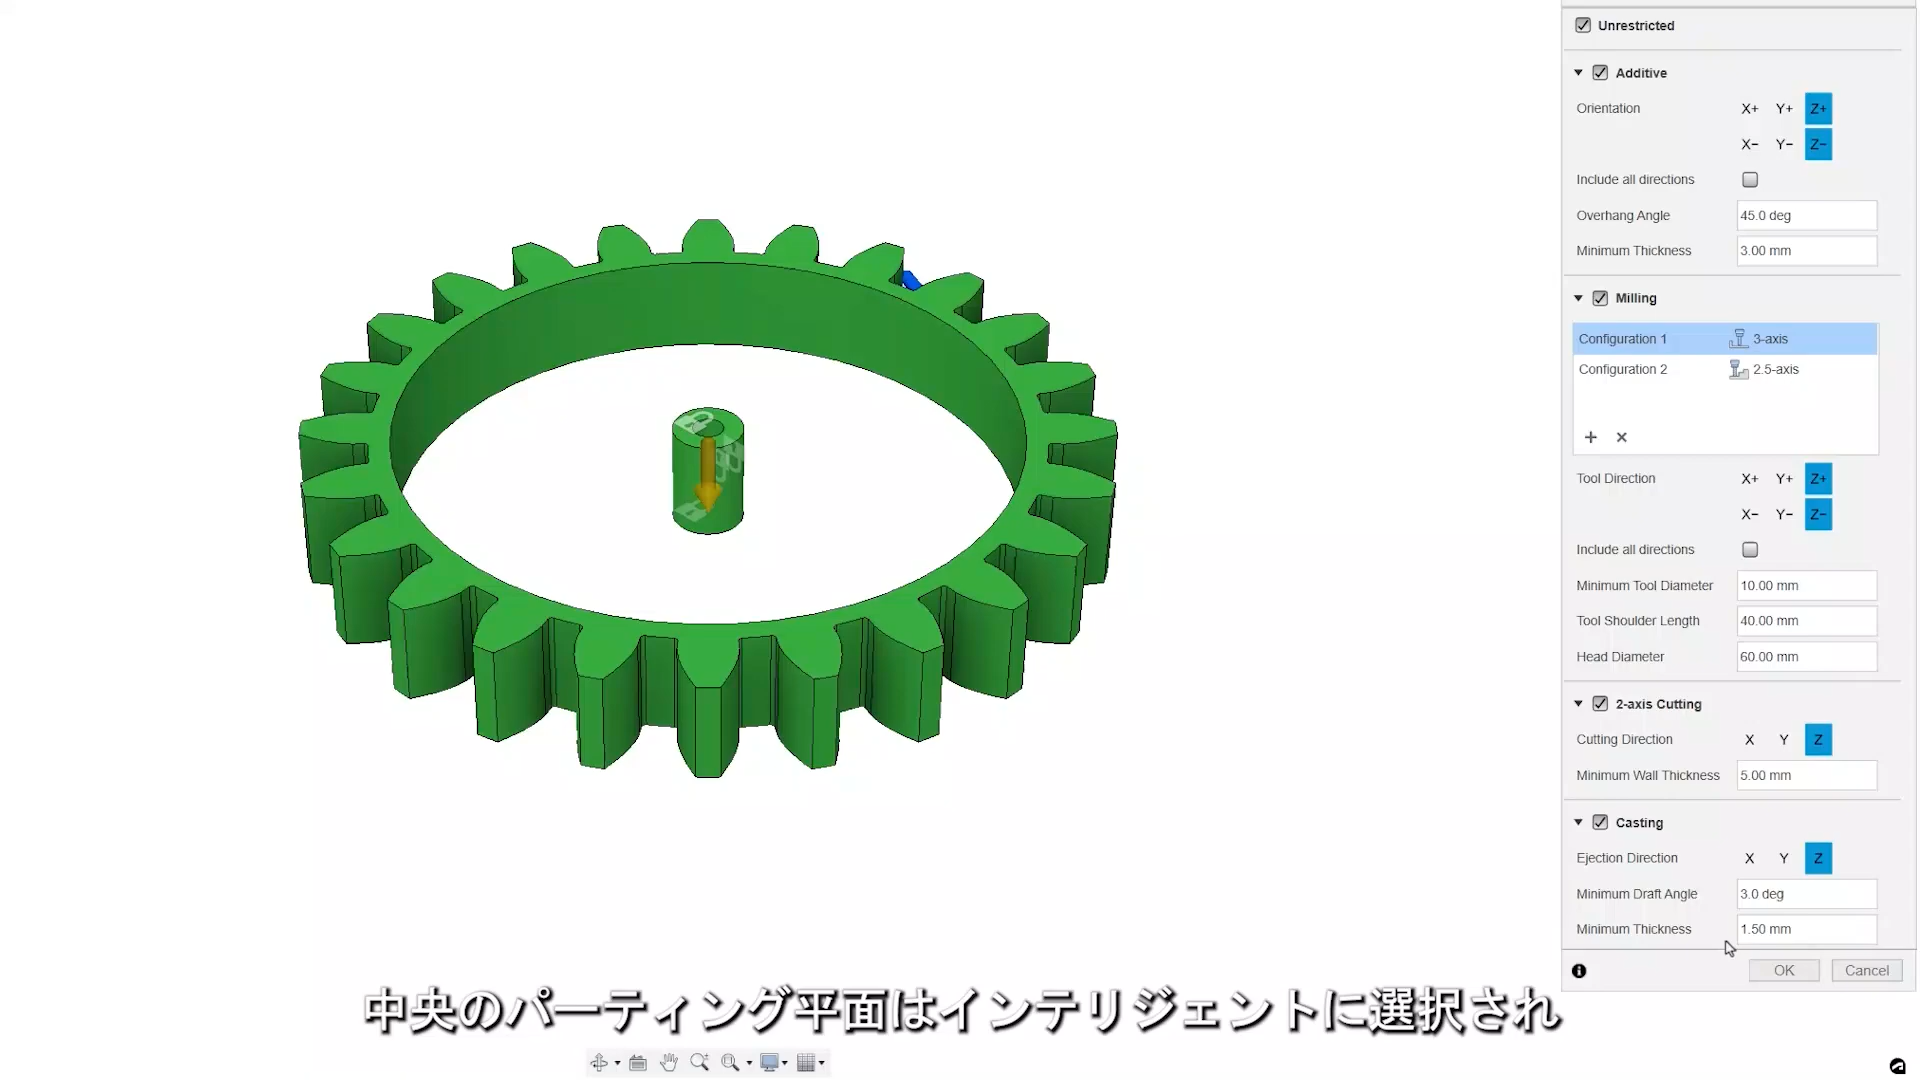 Unrestricted
Additive
Orientation X+ Y+ Z+
X− Y− Z−
Include all directions
Overhang Angle 45.0 deg
Minimum Thickness 3.00 mm
Milling
Configuration 1 3-axis
Configuration 2 2.5-axis
Tool Direction X+ Y+ Z+
X− Y− Z−
Include all directions
Minimum Tool Diameter 10.00 mm
Tool Shoulder Length 40.00 mm
Head Diameter 60.00 mm
2-axis Cutting
Cutting Direction X Y Z
Minimum Wall Thickness 5.00 mm
Casting
Ejection Direction X Y Z
Minimum Draft Angle 3.0 deg
Minimum Thickness 1.50 mm
OK Cancel
中央のパーティング平面はインテリジェントに選択され